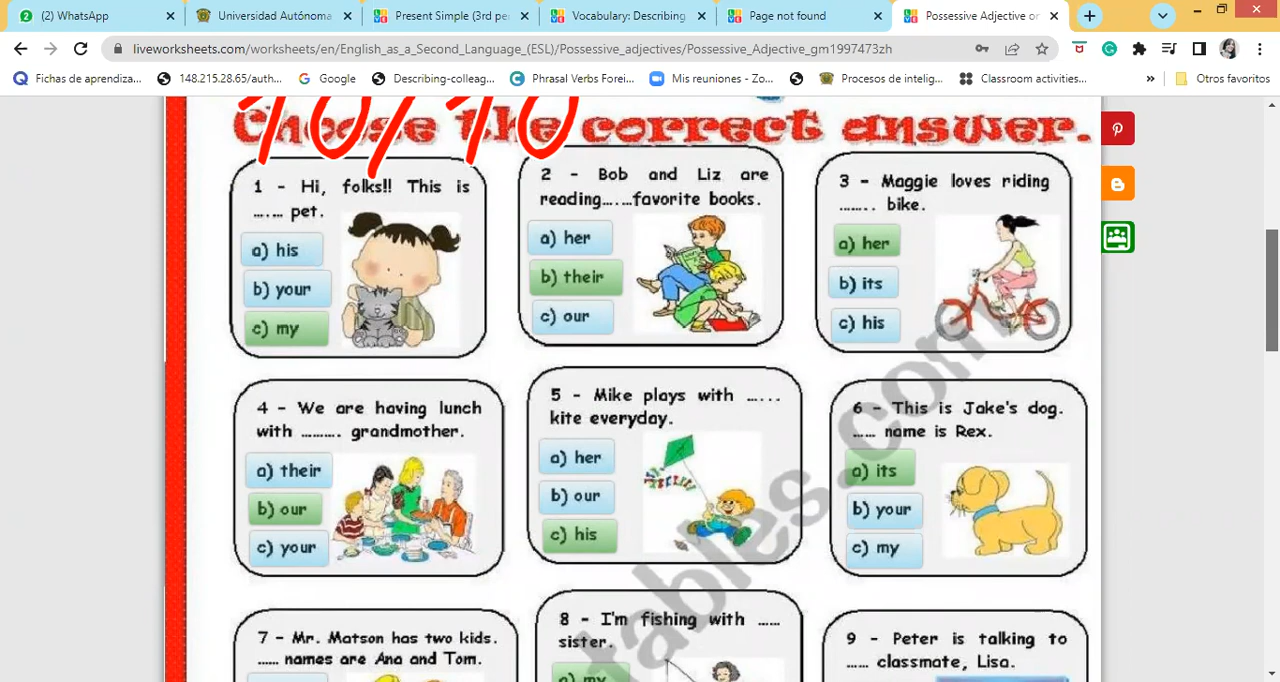 (2) WhatsApp
Universidad Autónoma
Present Simple (3rd pe
Vocabulary: Describing
Page not found
Possessive Adjective or
liveworksheets.com/worksheets/en/English_as_a_Second_Language_(ESL)/Possessive_adjectives/Possessive_Adjective_gm1997473zh
Fichas de aprendiza...
148.215.28.65/auth...
Google
Describing-colleag...
Phrasal Verbs Forei...
Mis reuniones - Zo...
Procesos de intelig...
Classroom activities...
»
Otros favoritos
10/10
Choose the correct answer.
1 - Hi, folks!! This is
…….. pet.
a) his
b) your
c) my
2 - Bob and Liz are
reading…….favorite books.
a) her
b) their
c) our
3 - Maggie loves riding
…….. bike.
a) her
b) its
c) his
4 - We are having lunch
with ………. grandmother.
a) their
b) our
c) your
5 - Mike plays with ……
kite everyday.
a) her
b) our
c) his
6 - This is Jake's dog.
…… name is Rex.
a) its
b) your
c) my
7 - Mr. Matson has two kids.
…… names are Ana and Tom.
8 - I'm fishing with ……
sister.
a) my
9 - Peter is talking to
…… classmate, Lisa.
tables.com